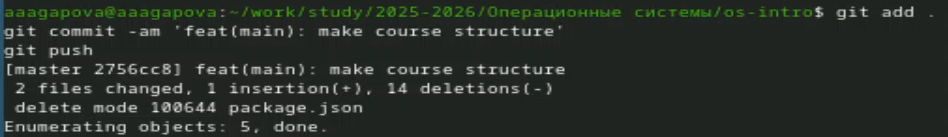 aaagapova@aaagapova:~/work/study/2025-2026/Операционные системы/os-intro$ git add .
git commit -am 'feat(main): make course structure'
git push
[master 2756cc8] feat(main): make course structure
 2 files changed, 1 insertion(+), 14 deletions(-)
 delete mode 100644 package.json
Enumerating objects: 5, done.